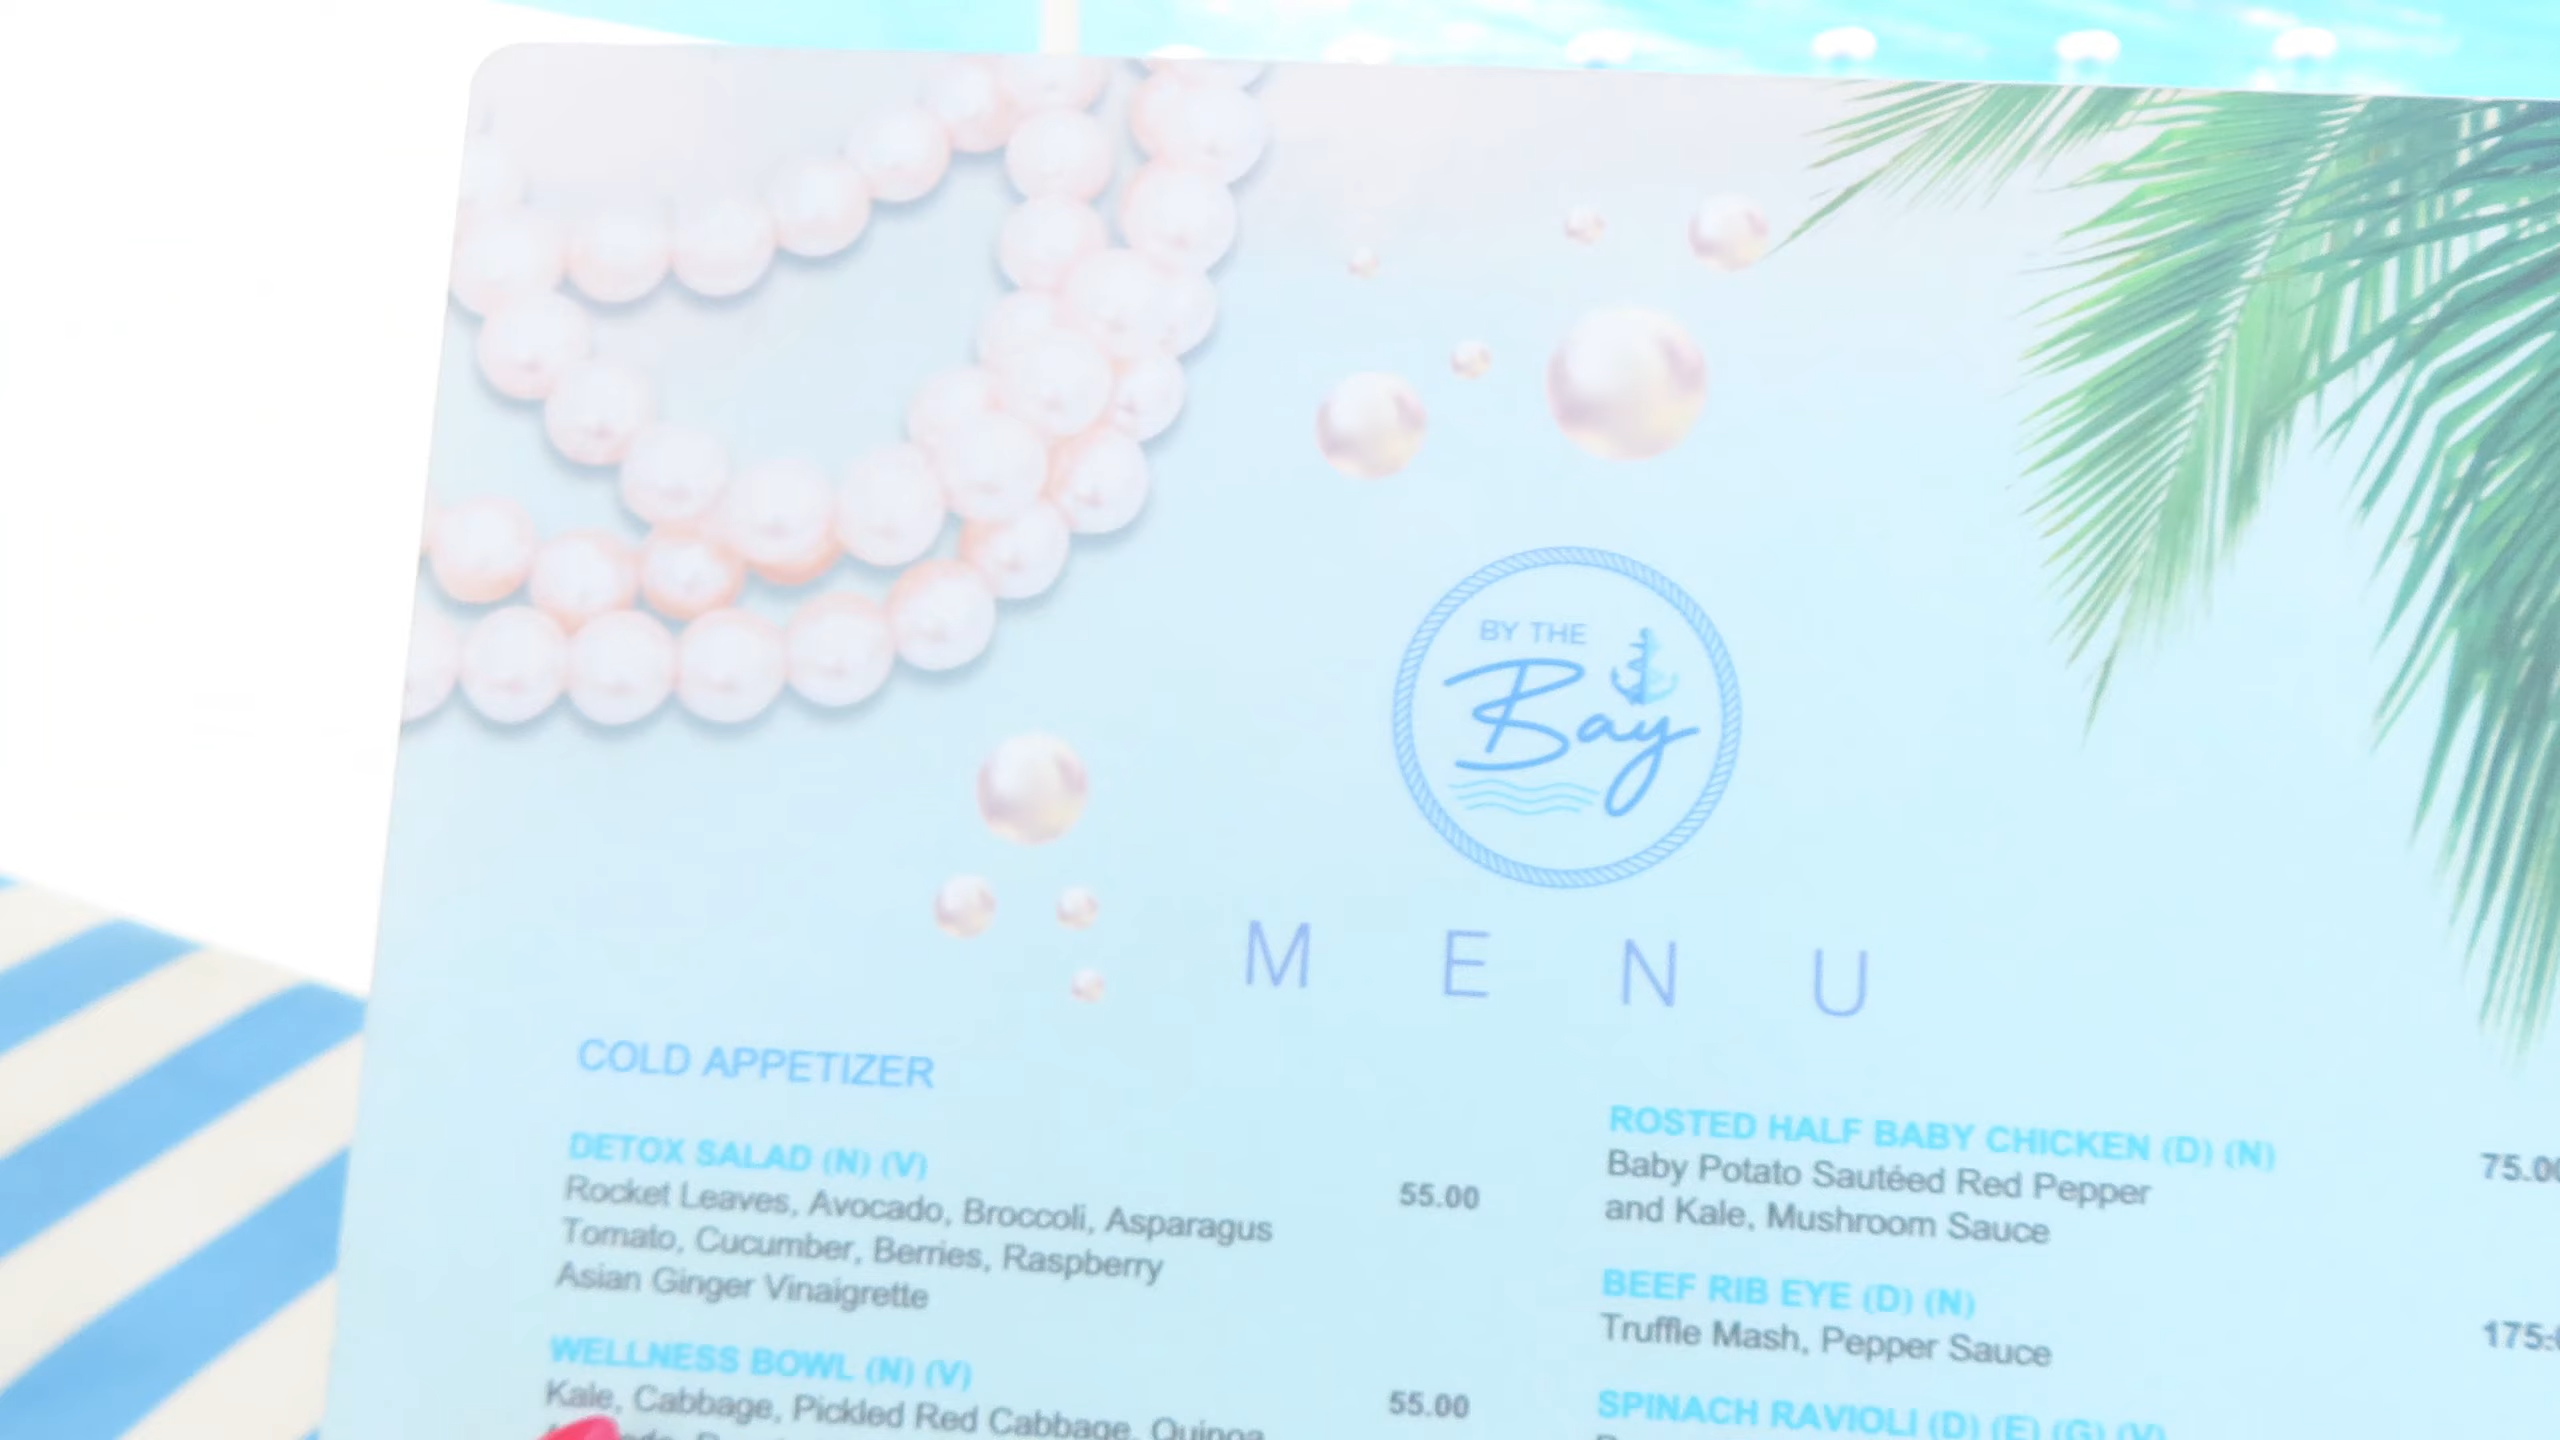 BY THE
Bay
MENU
COLD APPETIZER
DETOX SALAD (N) (V)
Rocket Leaves, Avocado, Broccoli, Asparagus
55.00
Tomato, Cucumber, Berries, Raspberry
Asian Ginger Vinaigrette
WELLNESS BOWL (N) (V)
Kale, Cabbage, Pickled Red Cabbage, Quinoa
55.00
ROSTED HALF BABY CHICKEN (D) (N)
Baby Potato Sautéed Red Pepper
75.00
and Kale, Mushroom Sauce
BEEF RIB EYE (D) (N)
Truffle Mash, Pepper Sauce
SPINACH RAVIOLI (D) (E) (G) (V)